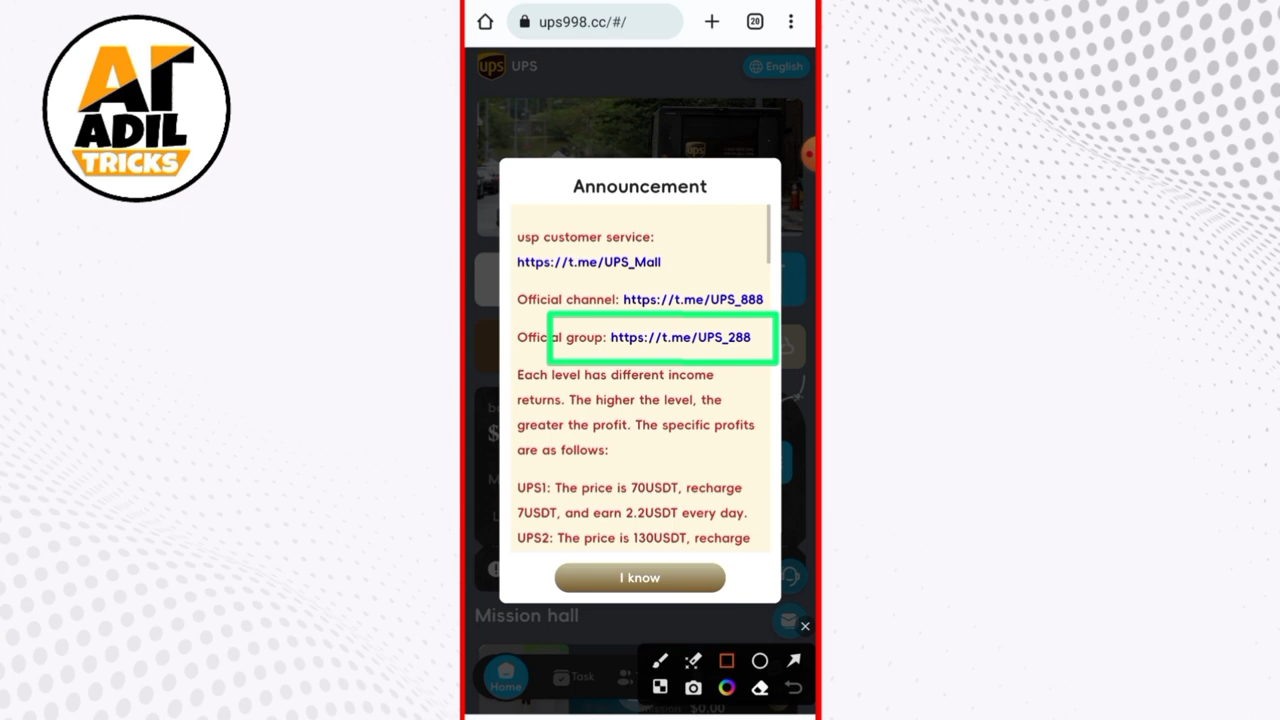 AT
ADIL
TRICKS
ups998.cc/#/
20
ups UPS
English
ups
Announcement
usp customer service:
https://t.me/UPS_Mall
Official channel: https://t.me/UPS_888
Official group: https://t.me/UPS_288
Each level has different income
returns. The higher the level, the
greater the profit. The specific profits
are as follows:
UPS1: The price is 70USDT, recharge
7USDT, and earn 2.2USDT every day.
UPS2: The price is 130USDT, recharge
I know
Mission hall
Home
Task
$0.00